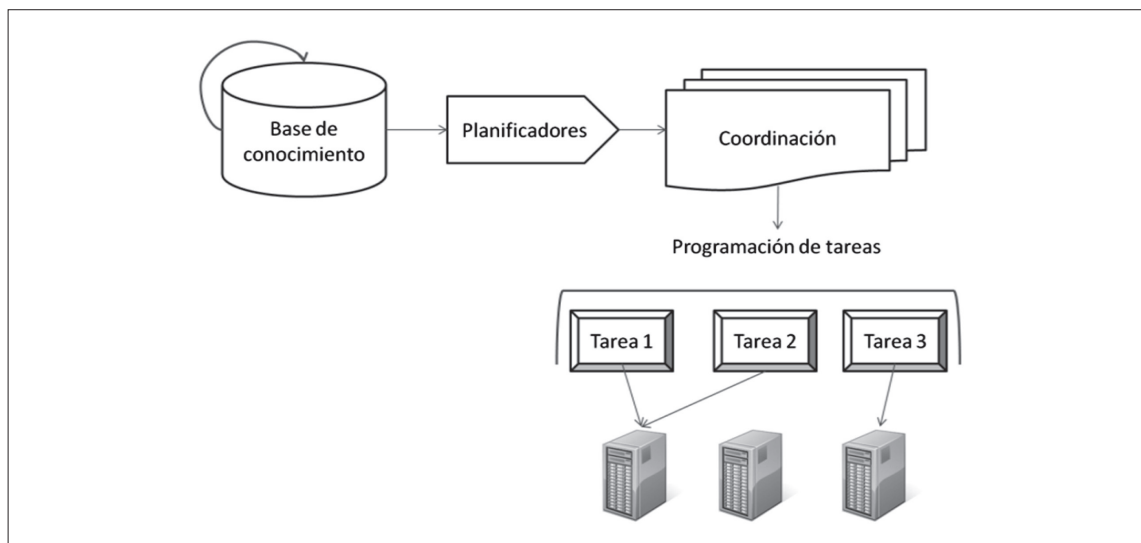 Base de
conocimiento
Planificadores
Coordinación
Programación de tareas
Tarea 1
Tarea 2
Tarea 3